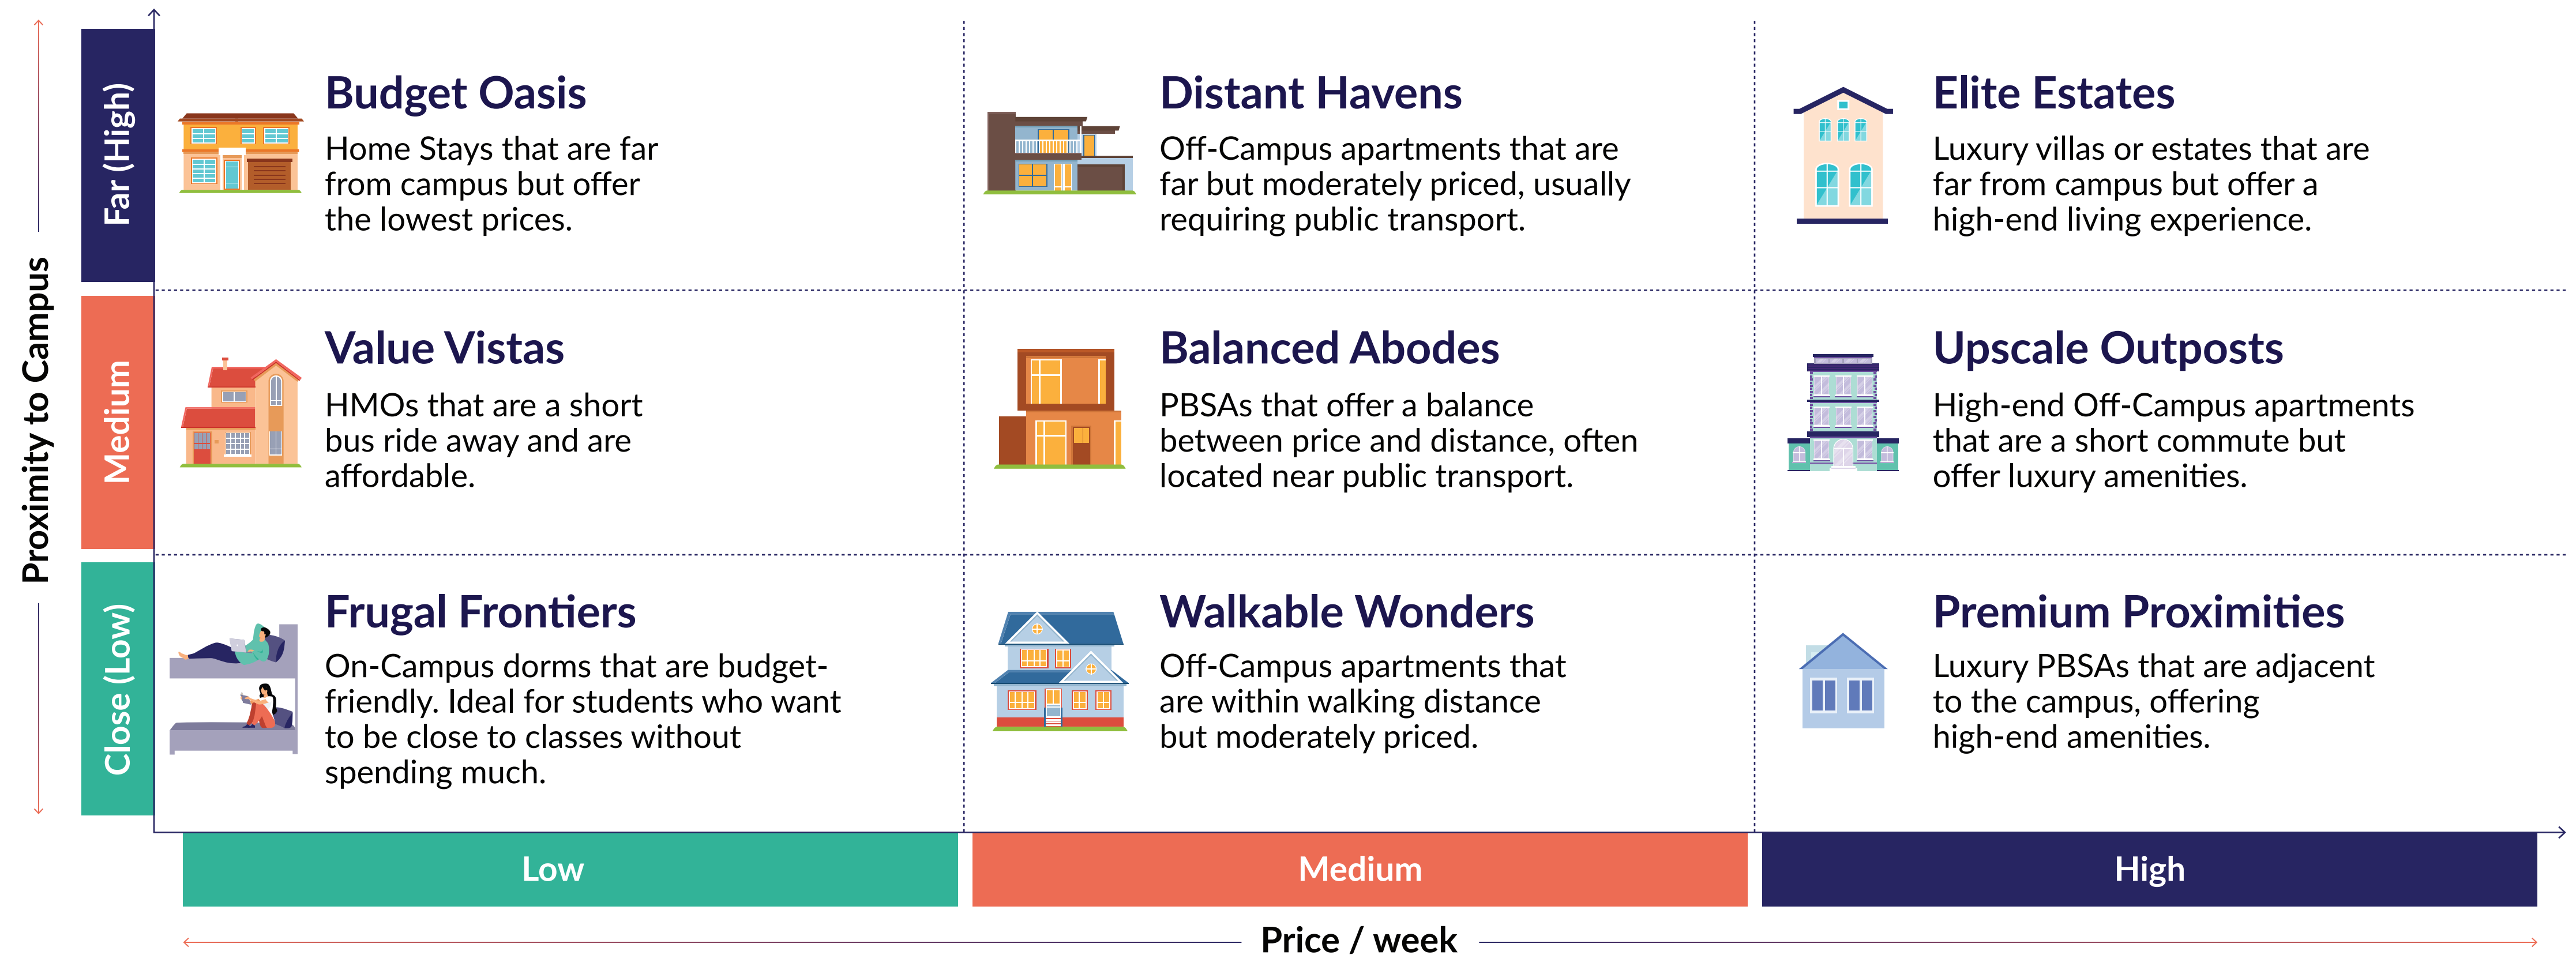 Proximity to Campus
Far (High)
Budget Oasis
Home Stays that are far
from campus but offer
the lowest prices.
Distant Havens
Off-Campus apartments that are
far but moderately priced, usually
requiring public transport.
Elite Estates
Luxury villas or estates that are
far from campus but offer a
high-end living experience.
Medium
Value Vistas
HMOs that are a short
bus ride away and are
affordable.
Balanced Abodes
PBSAs that offer a balance
between price and distance, often
located near public transport.
Upscale Outposts
High-end Off-Campus apartments
that are a short commute but
offer luxury amenities.
Close (Low)
Frugal Frontiers
On-Campus dorms that are budget-
friendly. Ideal for students who want
to be close to classes without
spending much.
Walkable Wonders
Off-Campus apartments that
are within walking distance
but moderately priced.
Premium Proximities
Luxury PBSAs that are adjacent
to the campus, offering
high-end amenities.
Low
Medium
High
Price / week